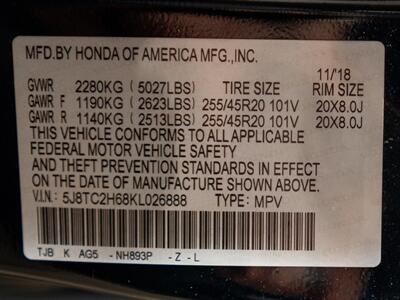 MFD.BY HONDA OF AMERICA MFG.,INC.
11/'18
GVWR 2280KG (5027LBS) TIRE SIZE RIM SIZE
GAWR F 1190KG (2623LBS) 255/45R20 101V 20X8.0J
GAWR R 1140KG (2513LBS) 255/45R20 101V 20X8.0J
THIS VEHICLE CONFORMS TO ALL APPLICABLE
FEDERAL MOTOR VEHICLE SAFETY
AND THEFT PREVENTION STANDARDS IN EFFECT
ON THE DATE OF MANUFACTURE SHOWN ABOVE.
V.I.N.: 5J8TC2H68KL026888 TYPE: MPV
TJB K AG5 -NH893P -Z-L